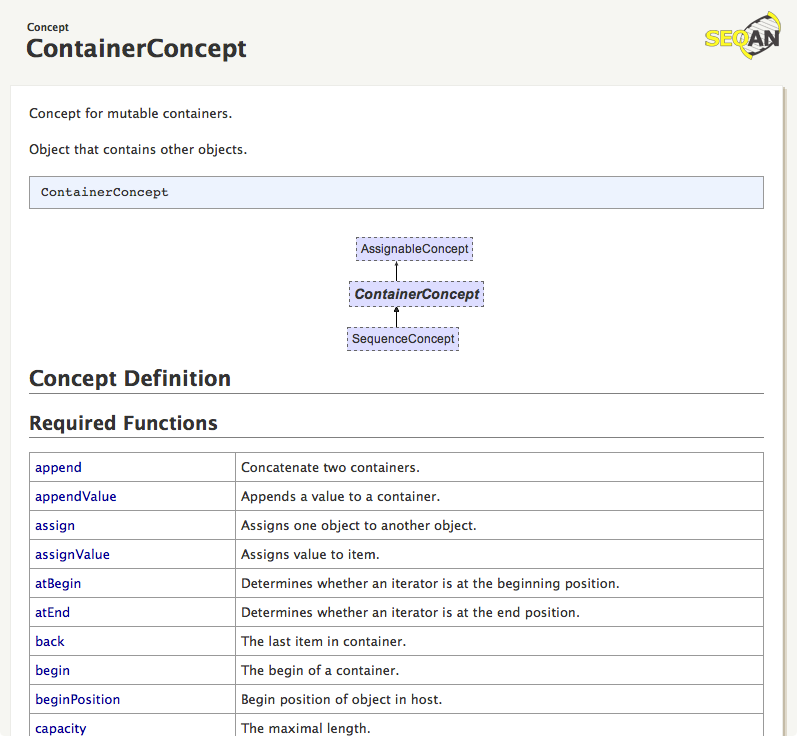 Concept
ContainerConcept
SEQAN
Concept for mutable containers.
Object that contains other objects.
ContainerConcept
AssignableConcept
ContainerConcept
SequenceConcept
Concept Definition
Required Functions
append Concatenate two containers.
appendValue Appends a value to a container.
assign Assigns one object to another object.
assignValue Assigns value to item.
atBegin Determines whether an iterator is at the beginning position.
atEnd Determines whether an iterator is at the end position.
back The last item in container.
begin The begin of a container.
beginPosition Begin position of object in host.
capacity The maximal length.